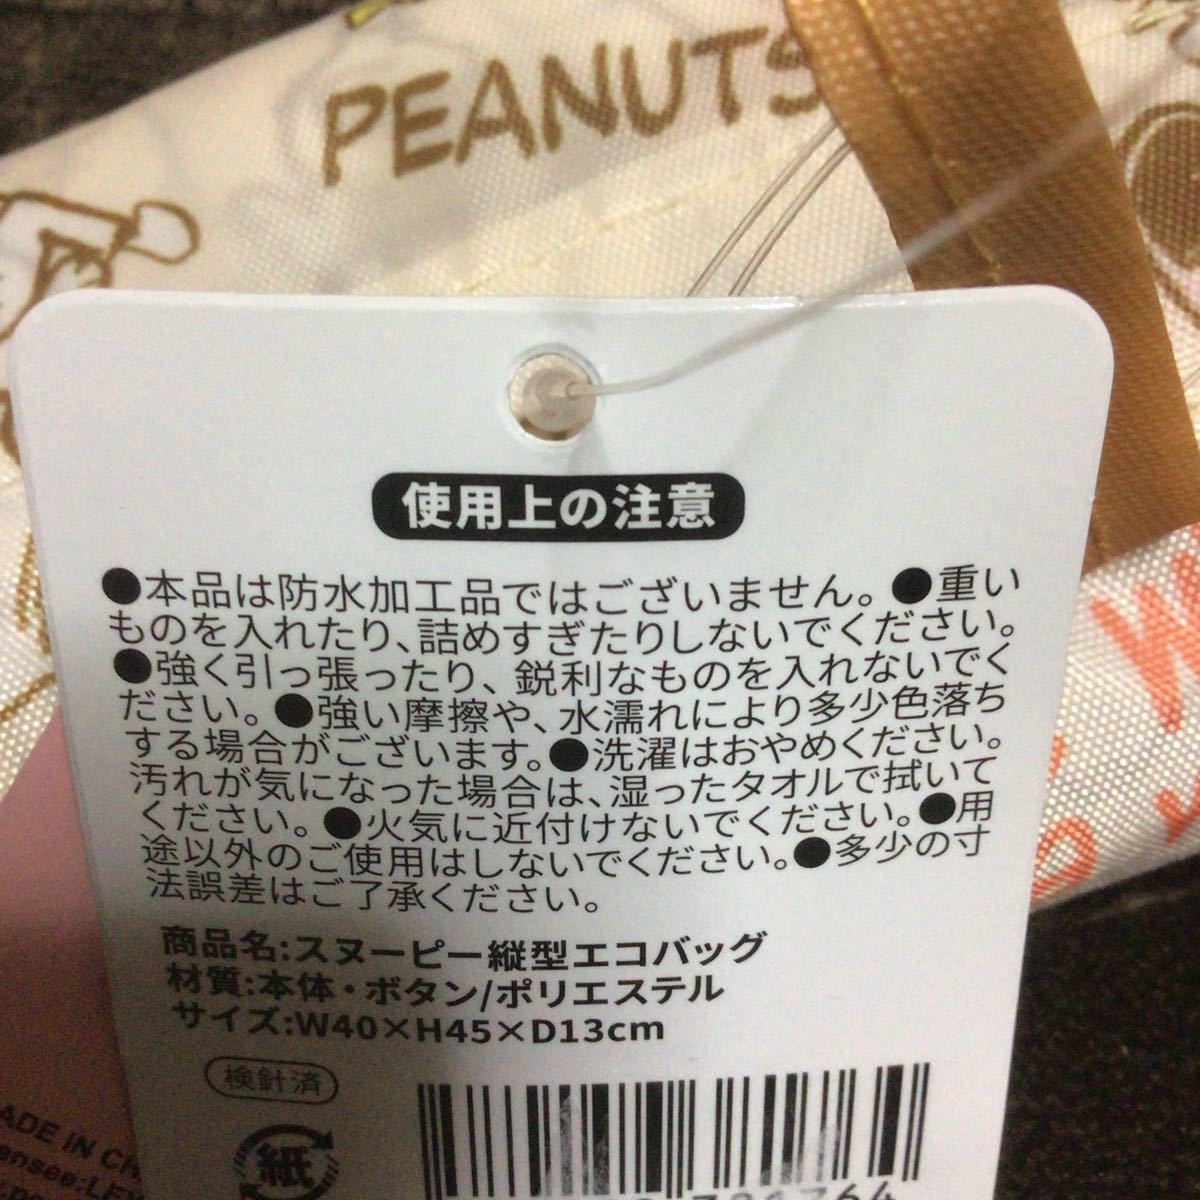 PEANUTS
使用上の注意
●本品は防水加工品ではございません。●重い
ものを入れたり、詰めすぎたりしないでください。
●強く引っ張ったり、鋭利なものを入れないでく
ださい。●強い摩擦や、水濡れにより多少色落ち
する場合がございます。●洗濯はおやめください。
汚れが気になった場合は、湿ったタオルで拭いて
ください。●火気に近付けないでください。●用
途以外のご使用はしないでください。●多少の寸
法誤差はご了承ください。
商品名:スヌーピー縦型エコバッグ
材質:本体・ボタン/ポリエステル
サイズ:W40×H45×D13cm
検針済
紙
ADE IN CH
ensee:LEY